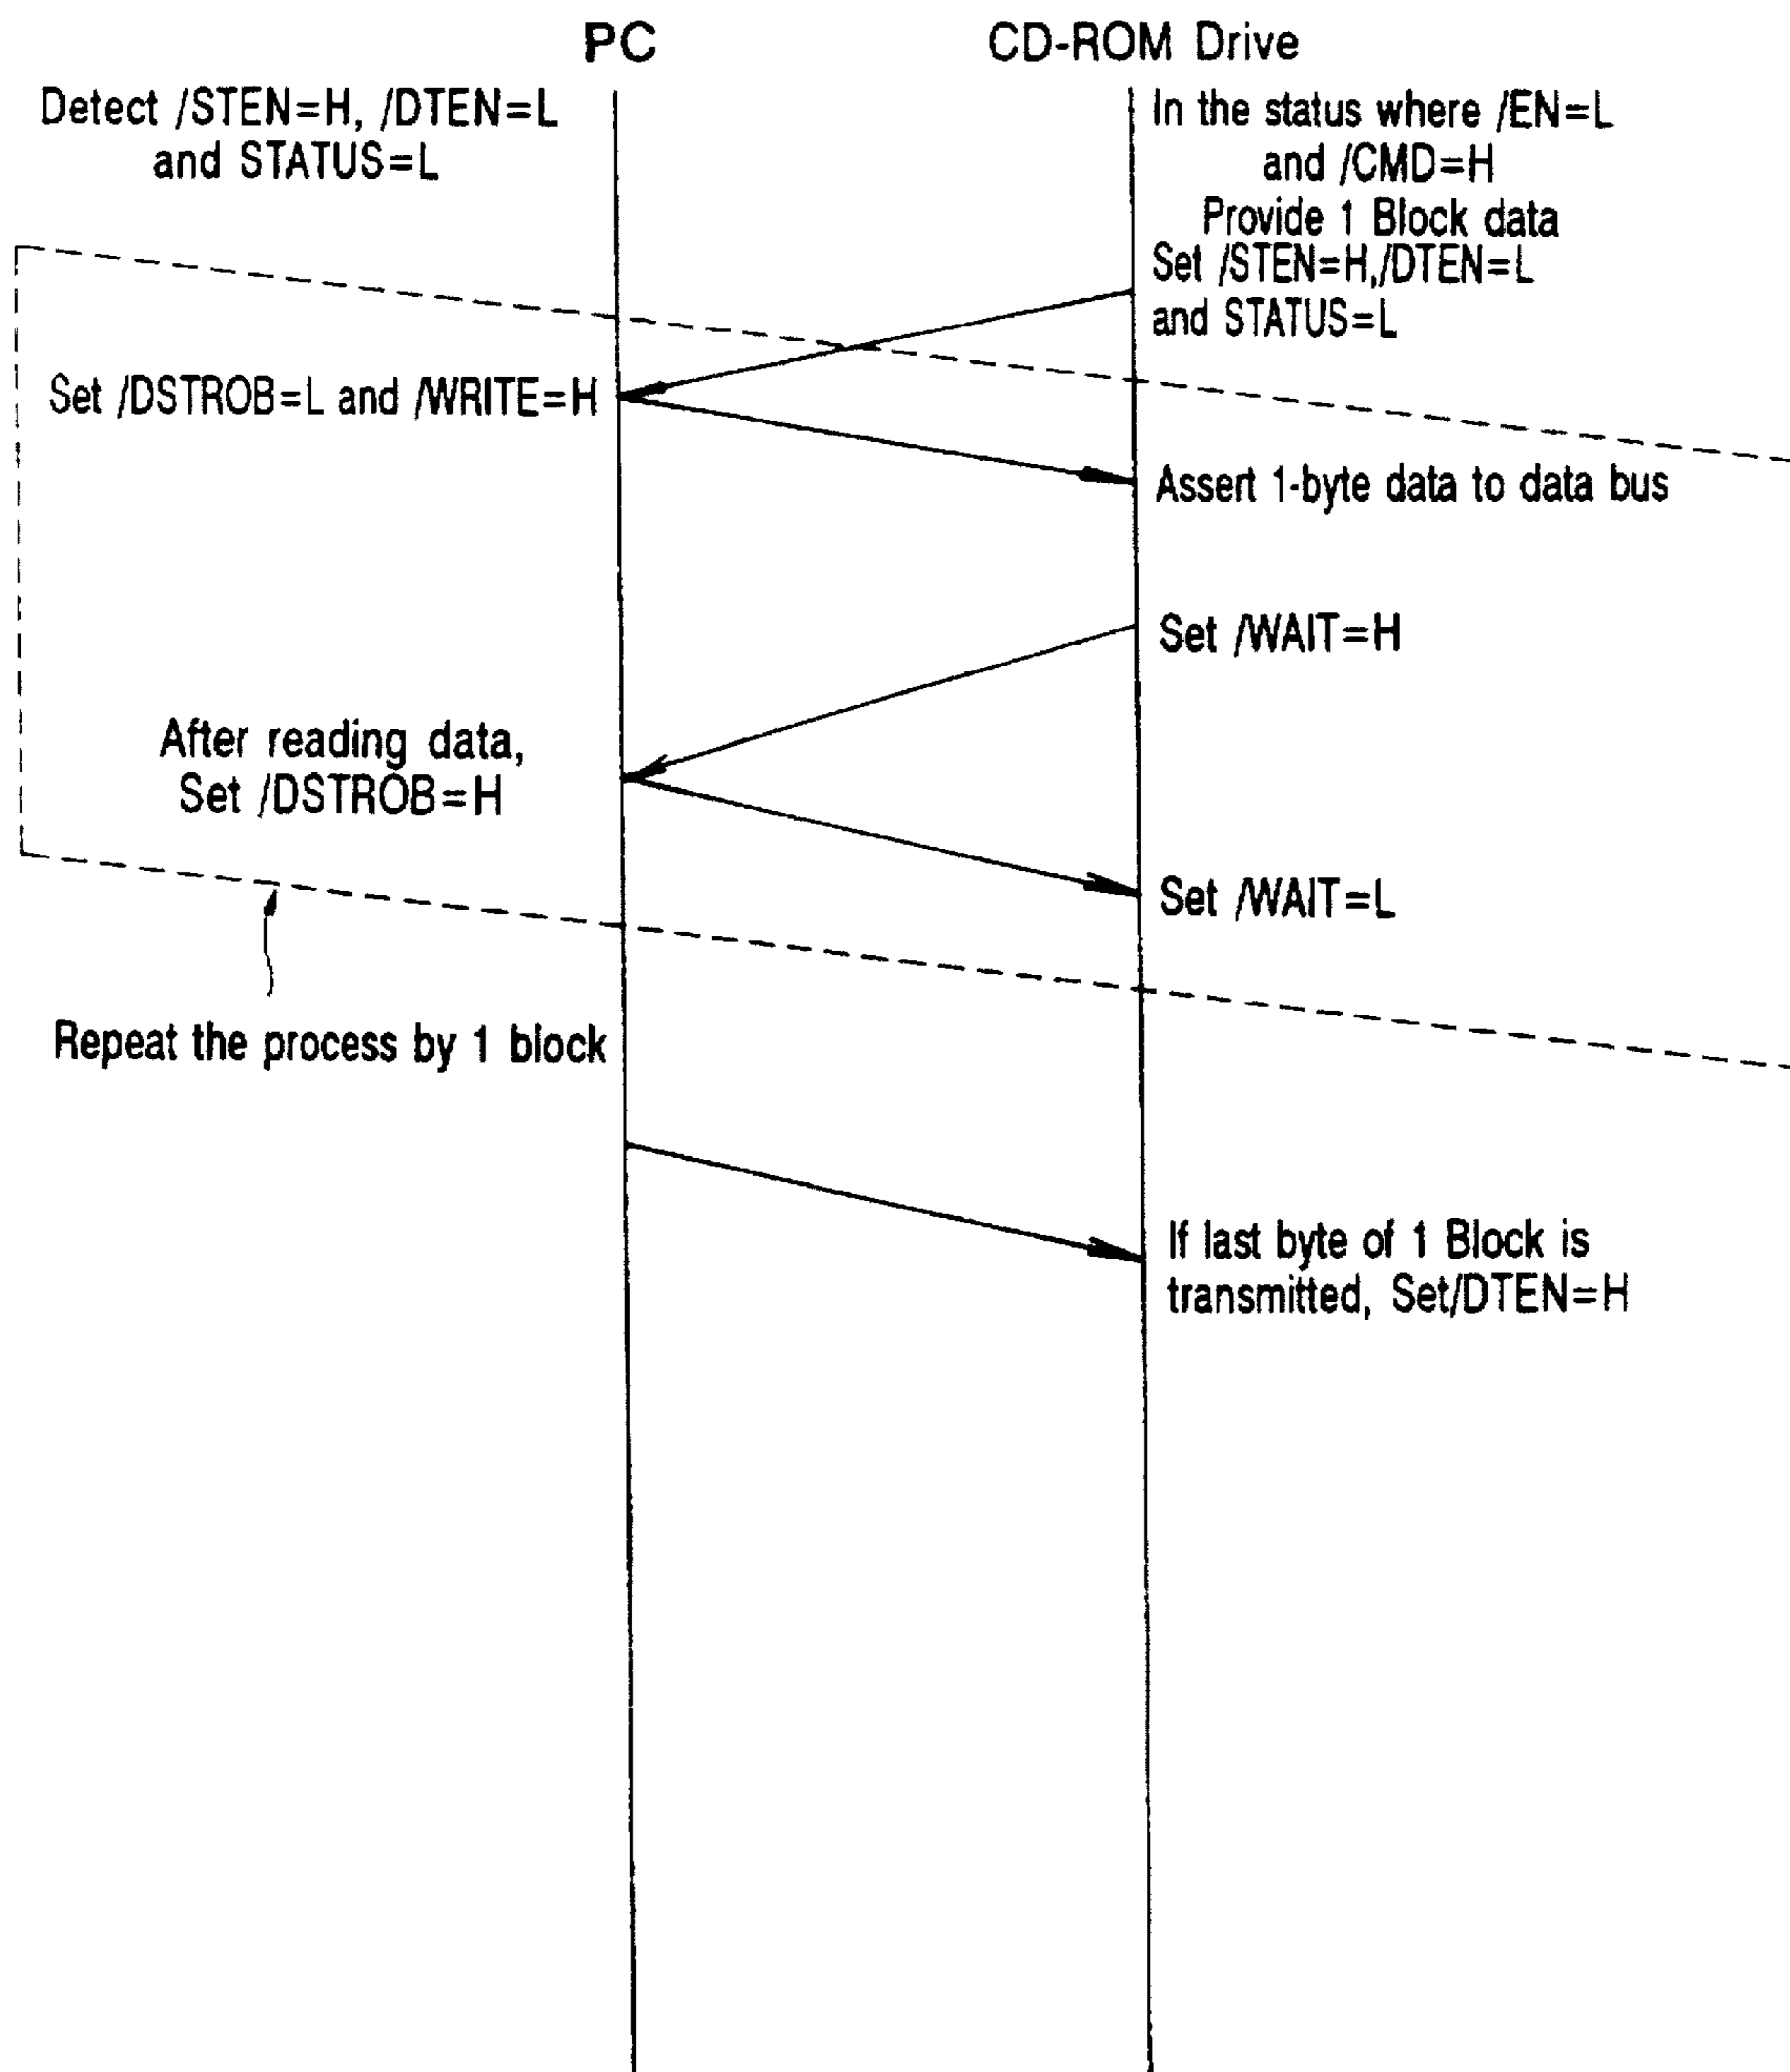 PC
CD-ROM Drive
Detect /STEN=H, /DTEN=L
and STATUS=L
In the status where /EN=L
and /CMD=H
Provide 1 Block data
Set /STEN=H,/DTEN=L
and STATUS=L
Set /DSTROB=L and /WRITE=H
Assert 1-byte data to data bus
Set /WAIT=H
After reading data,
Set /DSTROB=H
Set /WAIT=L
Repeat the process by 1 block
If last byte of 1 Block is
transmitted, Set/DTEN=H